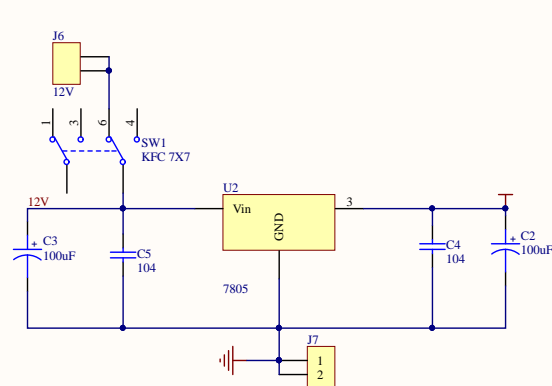 J6
12V
1
3
6
4
SW1
KFC 7X7
12V
U2
Vin
GND
3
C3
100uF
C5
104
7805
C4
104
C2
100uF
J7
1
2